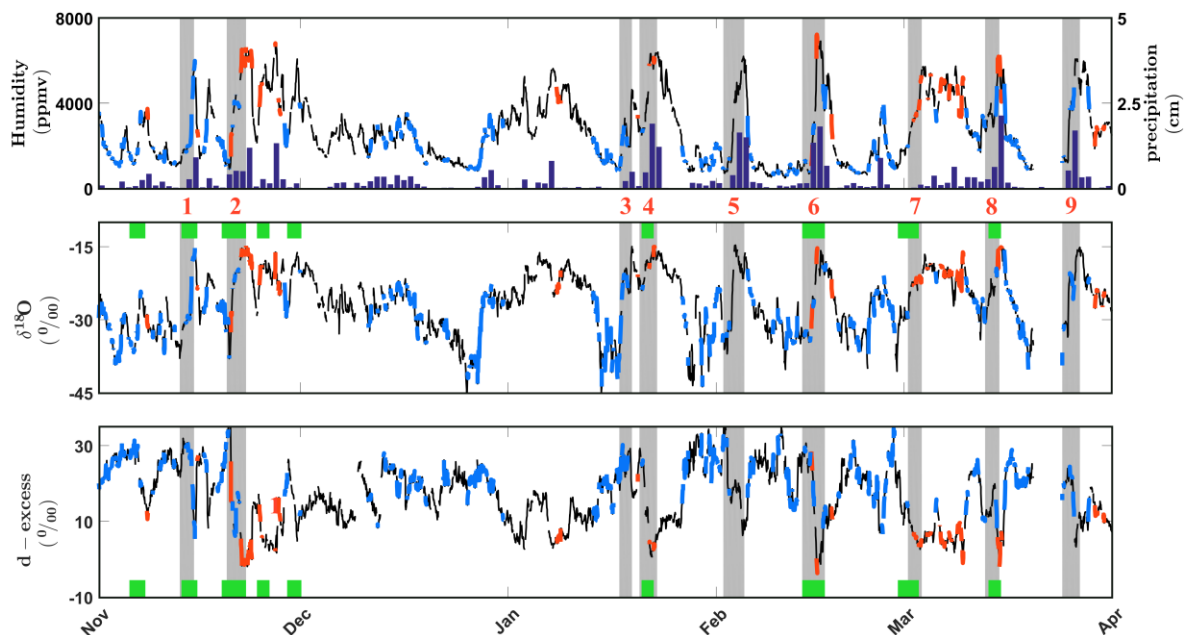 8000
4000
0
Humidity
(ppmv)
5
2.5
0
precipitation
(cm)
1 2 3 4 5 6 7 8 9
-15
-30
-45
δ18O
(0/00)
30
10
-10
d – excess
(0/00)
Nov Dec Jan Feb Mar Apr